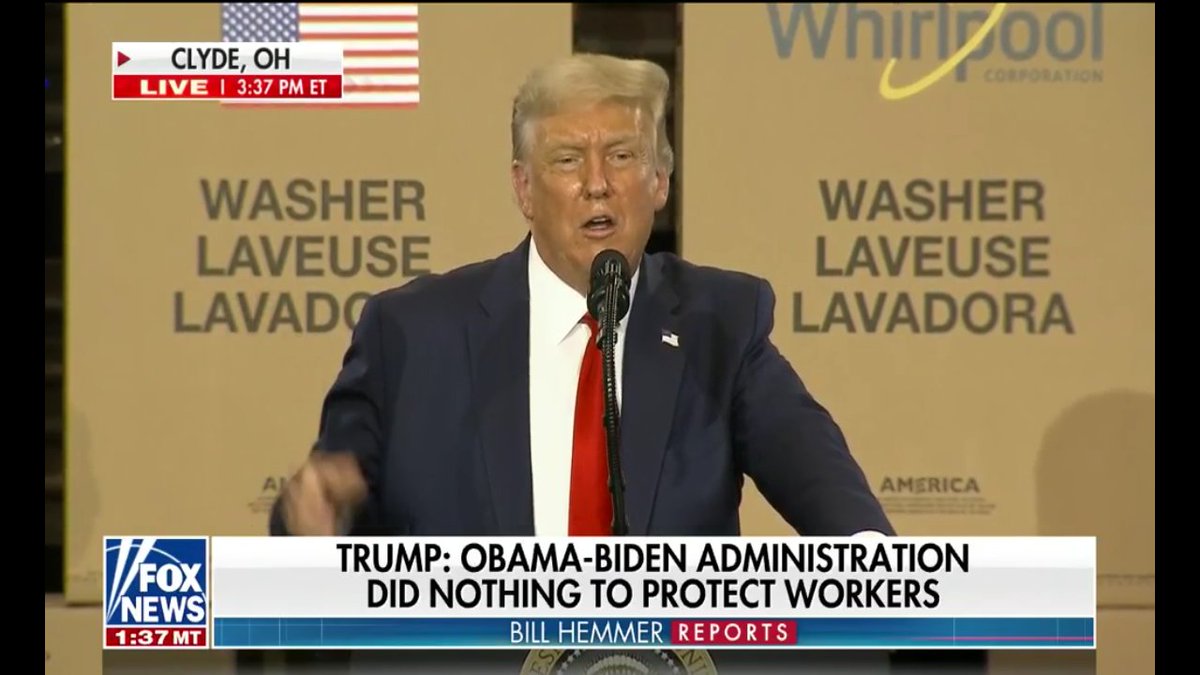 Whirlpool
CORPORATION
CLYDE, OH
LIVE | 3:37 PM ET
WASHER
LAVEUSE
LAVADO
WASHER
LAVEUSE
LAVADORA
AMERICA
TRUMP: OBAMA-BIDEN ADMINISTRATION
DID NOTHING TO PROTECT WORKERS
FOX
NEWS
1:37 MT
BILL HEMMER REPORTS